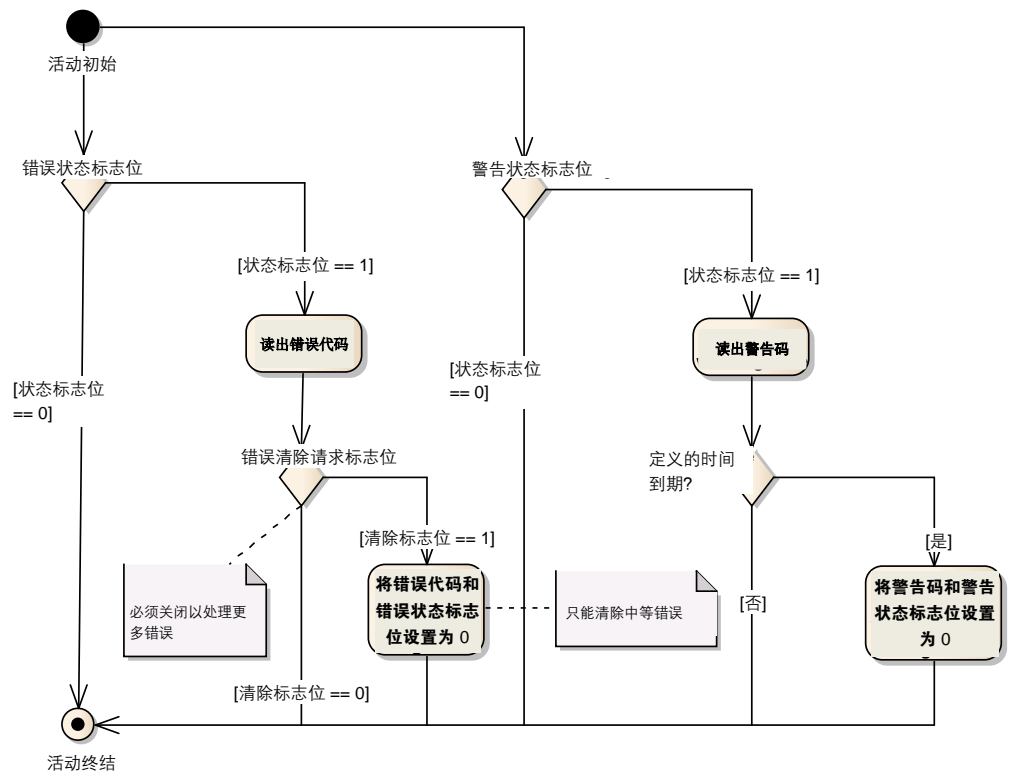 活动初始
错误状态标志位
警告状态标志位
[状态标志位 == 1]
[状态标志位 == 1]
读出错误代码
读出警告码
[状态标志位
== 0]
[状态标志位
== 0]
错误清除请求标志位
定义的时间
到期?
[清除标志位 == 1]
[是]
必须关闭以处理更
多错误
将错误代码和
错误状态标志
位设置为 0
只能清除中等错误
[否]
将警告码和警告
状态标志位设置
为 0
[清除标志位 == 0]
活动终结